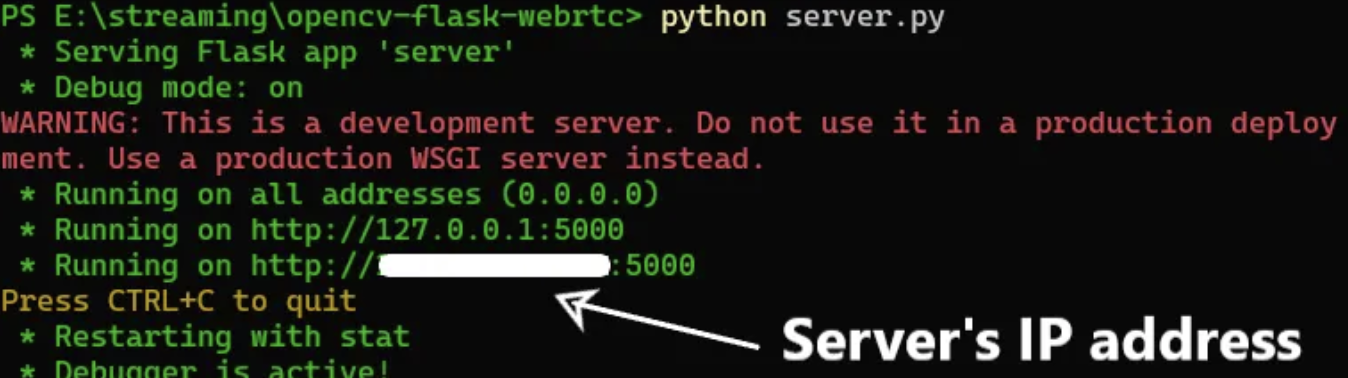 PS E:\streaming\opencv-flask-webrtc> python server.py
* Serving Flask app 'server'
* Debug mode: on
WARNING: This is a development server. Do not use it in a production deploy
ment. Use a production WSGI server instead.
* Running on all addresses (0.0.0.0)
* Running on http://127.0.0.1:5000
* Running on http:// :5000
Press CTRL+C to quit
* Restarting with stat
* Debugger is active!
Server's IP address